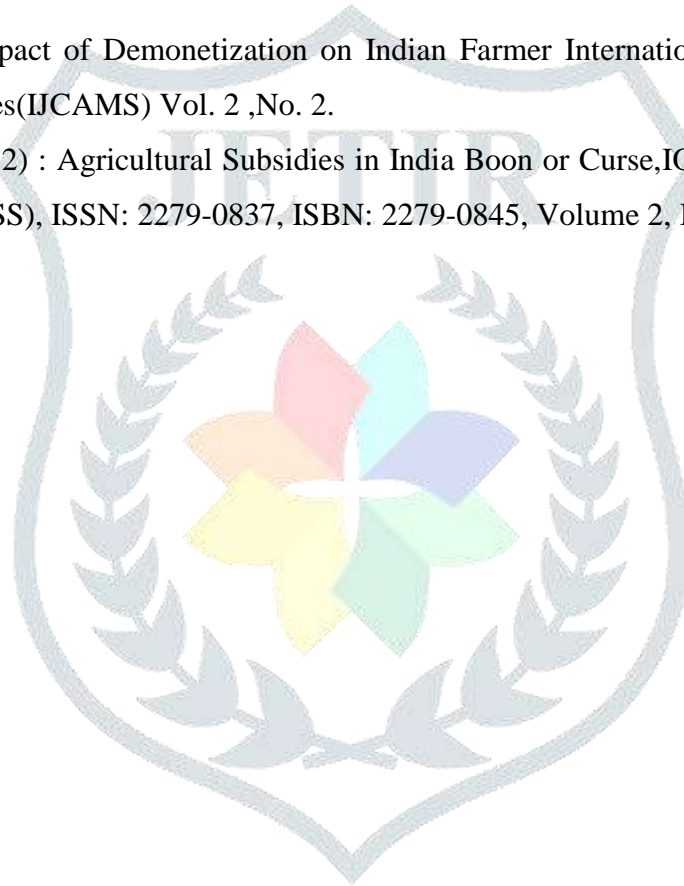 pact of Demonetization on Indian Farmer Internatio
es(IJCAMS) Vol. 2 ,No. 2.
2) : Agricultural Subsidies in India Boon or Curse,IO
SS), ISSN: 2279-0837, ISBN: 2279-0845, Volume 2, I
JETIR